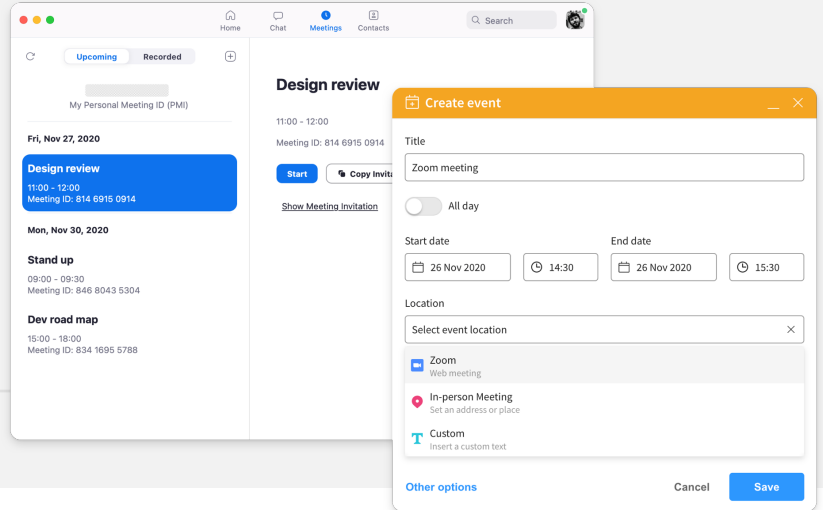 Home
Chat
Meetings
Contacts
Search
Upcoming
Recorded
My Personal Meeting ID (PMI)
Fri, Nov 27, 2020
Design review
11:00 - 12:00
Meeting ID: 814 6915 0914
Mon, Nov 30, 2020
Stand up
09:00 - 09:30
Meeting ID: 846 8043 5304
Dev road map
15:00 - 18:00
Meeting ID: 834 1695 5788
Design review
11:00 - 12:00
Meeting ID: 814 6915 0914
Start
Copy Invita
Show Meeting Invitation
Create event
Title
Zoom meeting
All day
Start date
End date
26 Nov 2020
14:30
26 Nov 2020
15:30
Location
Select event location
Zoom
Web meeting
In-person Meeting
Set an address or place
Custom
Insert a custom text
Other options
Cancel
Save